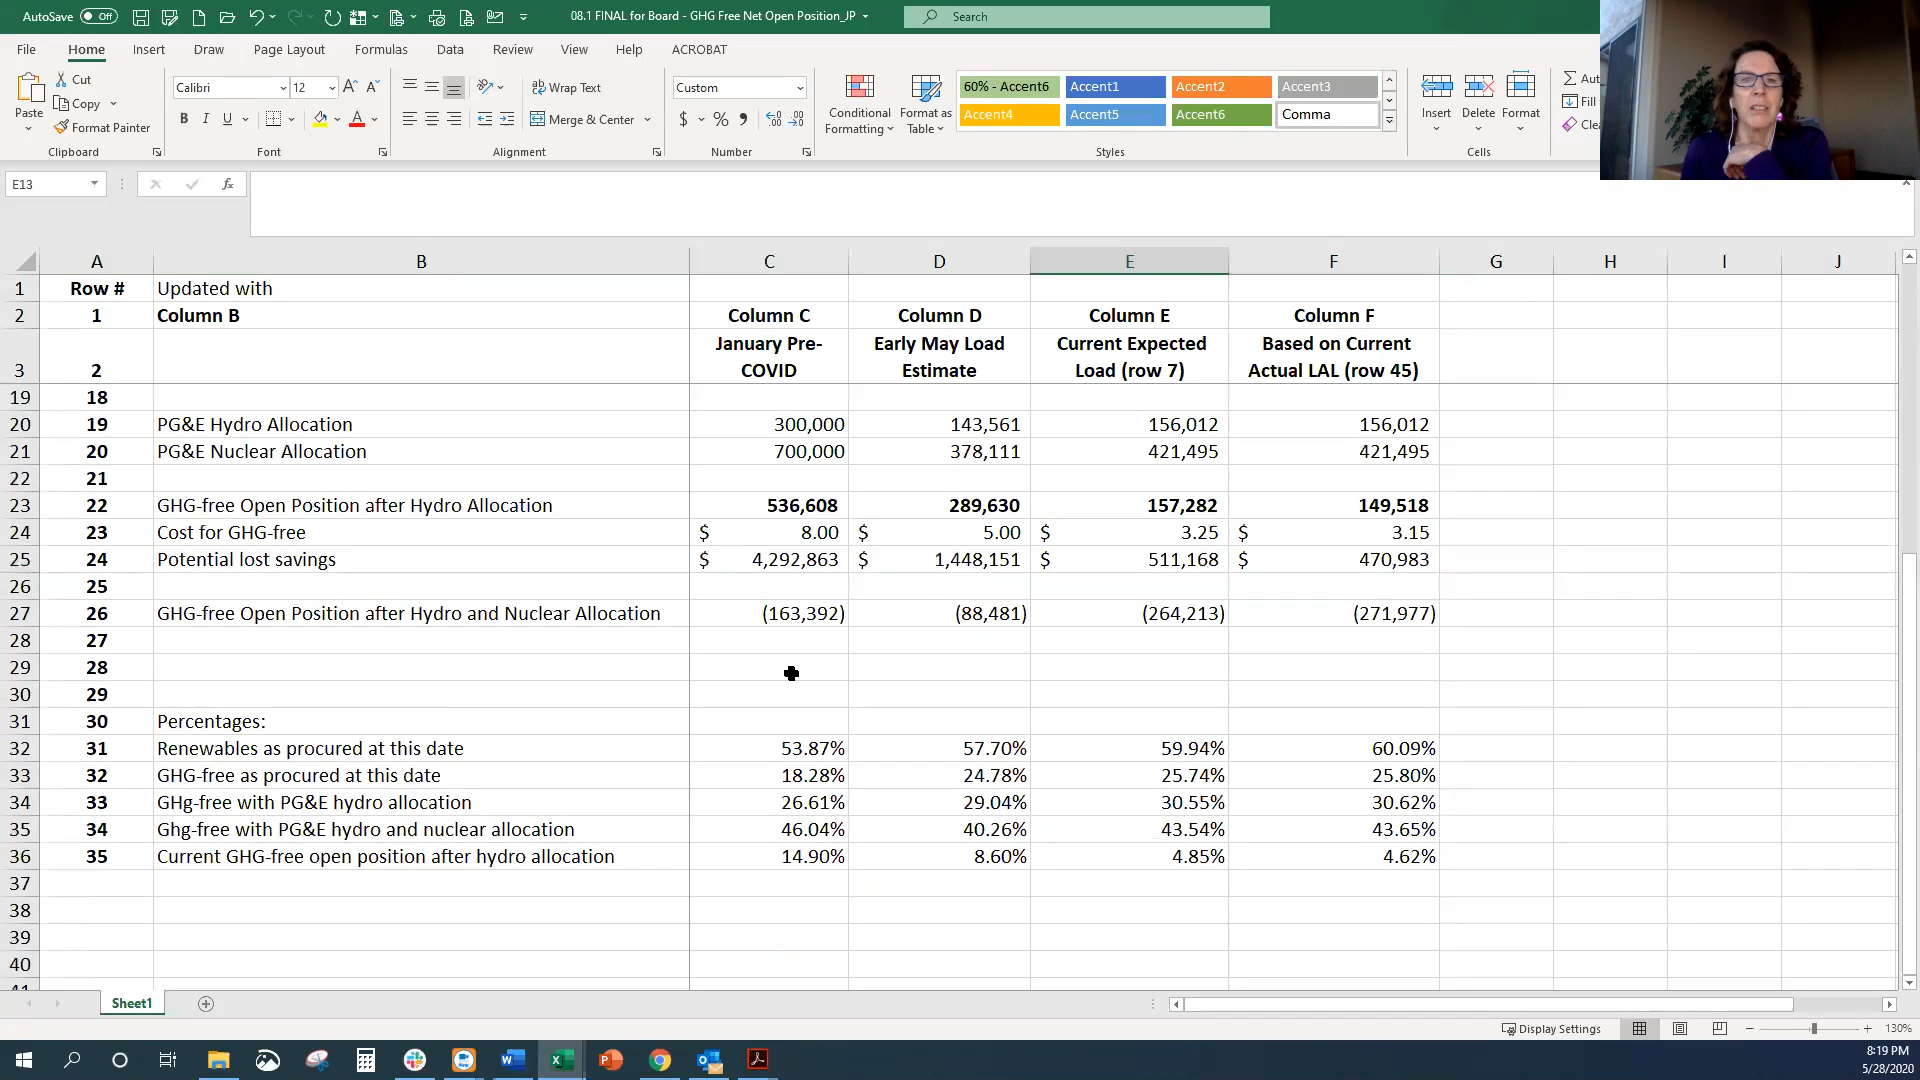 AutoSave Off 08.1 FINAL for Board - GHG Free Net Open Position_JP Search
File Home Insert Draw Page Layout Formulas Data Review View Help ACROBAT
Paste Cut Copy Format Painter Clipboard
Calibri 12 Font
Wrap Text Merge & Center Alignment
Custom $ % Number
Conditional Formatting Format as Table
60% - Accent6 Accent1 Accent2 Accent3
Accent4 Accent5 Accent6 Comma
Styles
Insert Delete Format Cells
Fill
E13 fx
A B C D E F G H I J
1 Row # Updated with
2 1 Column B Column C Column D Column E Column F
3 2 January Pre-COVID Early May Load Estimate Current Expected Load (row 7) Based on Current Actual LAL (row 45)
19 18
20 19 PG&E Hydro Allocation 300,000 143,561 156,012 156,012
21 20 PG&E Nuclear Allocation 700,000 378,111 421,495 421,495
22 21
23 22 GHG-free Open Position after Hydro Allocation 536,608 289,630 157,282 149,518
24 23 Cost for GHG-free $ 8.00 $ 5.00 $ 3.25 $ 3.15
25 24 Potential lost savings $ 4,292,863 $ 1,448,151 $ 511,168 $ 470,983
26 25
27 26 GHG-free Open Position after Hydro and Nuclear Allocation (163,392) (88,481) (264,213) (271,977)
28 27
29 28
30 29
31 30 Percentages:
32 31 Renewables as procured at this date 53.87% 57.70% 59.94% 60.09%
33 32 GHG-free as procured at this date 18.28% 24.78% 25.74% 25.80%
34 33 GHg-free with PG&E hydro allocation 26.61% 29.04% 30.55% 30.62%
35 34 Ghg-free with PG&E hydro and nuclear allocation 46.04% 40.26% 43.54% 43.65%
36 35 Current GHG-free open position after hydro allocation 14.90% 8.60% 4.85% 4.62%
37
38
39
40
Sheet1
Display Settings 130%
8:19 PM
5/28/2020